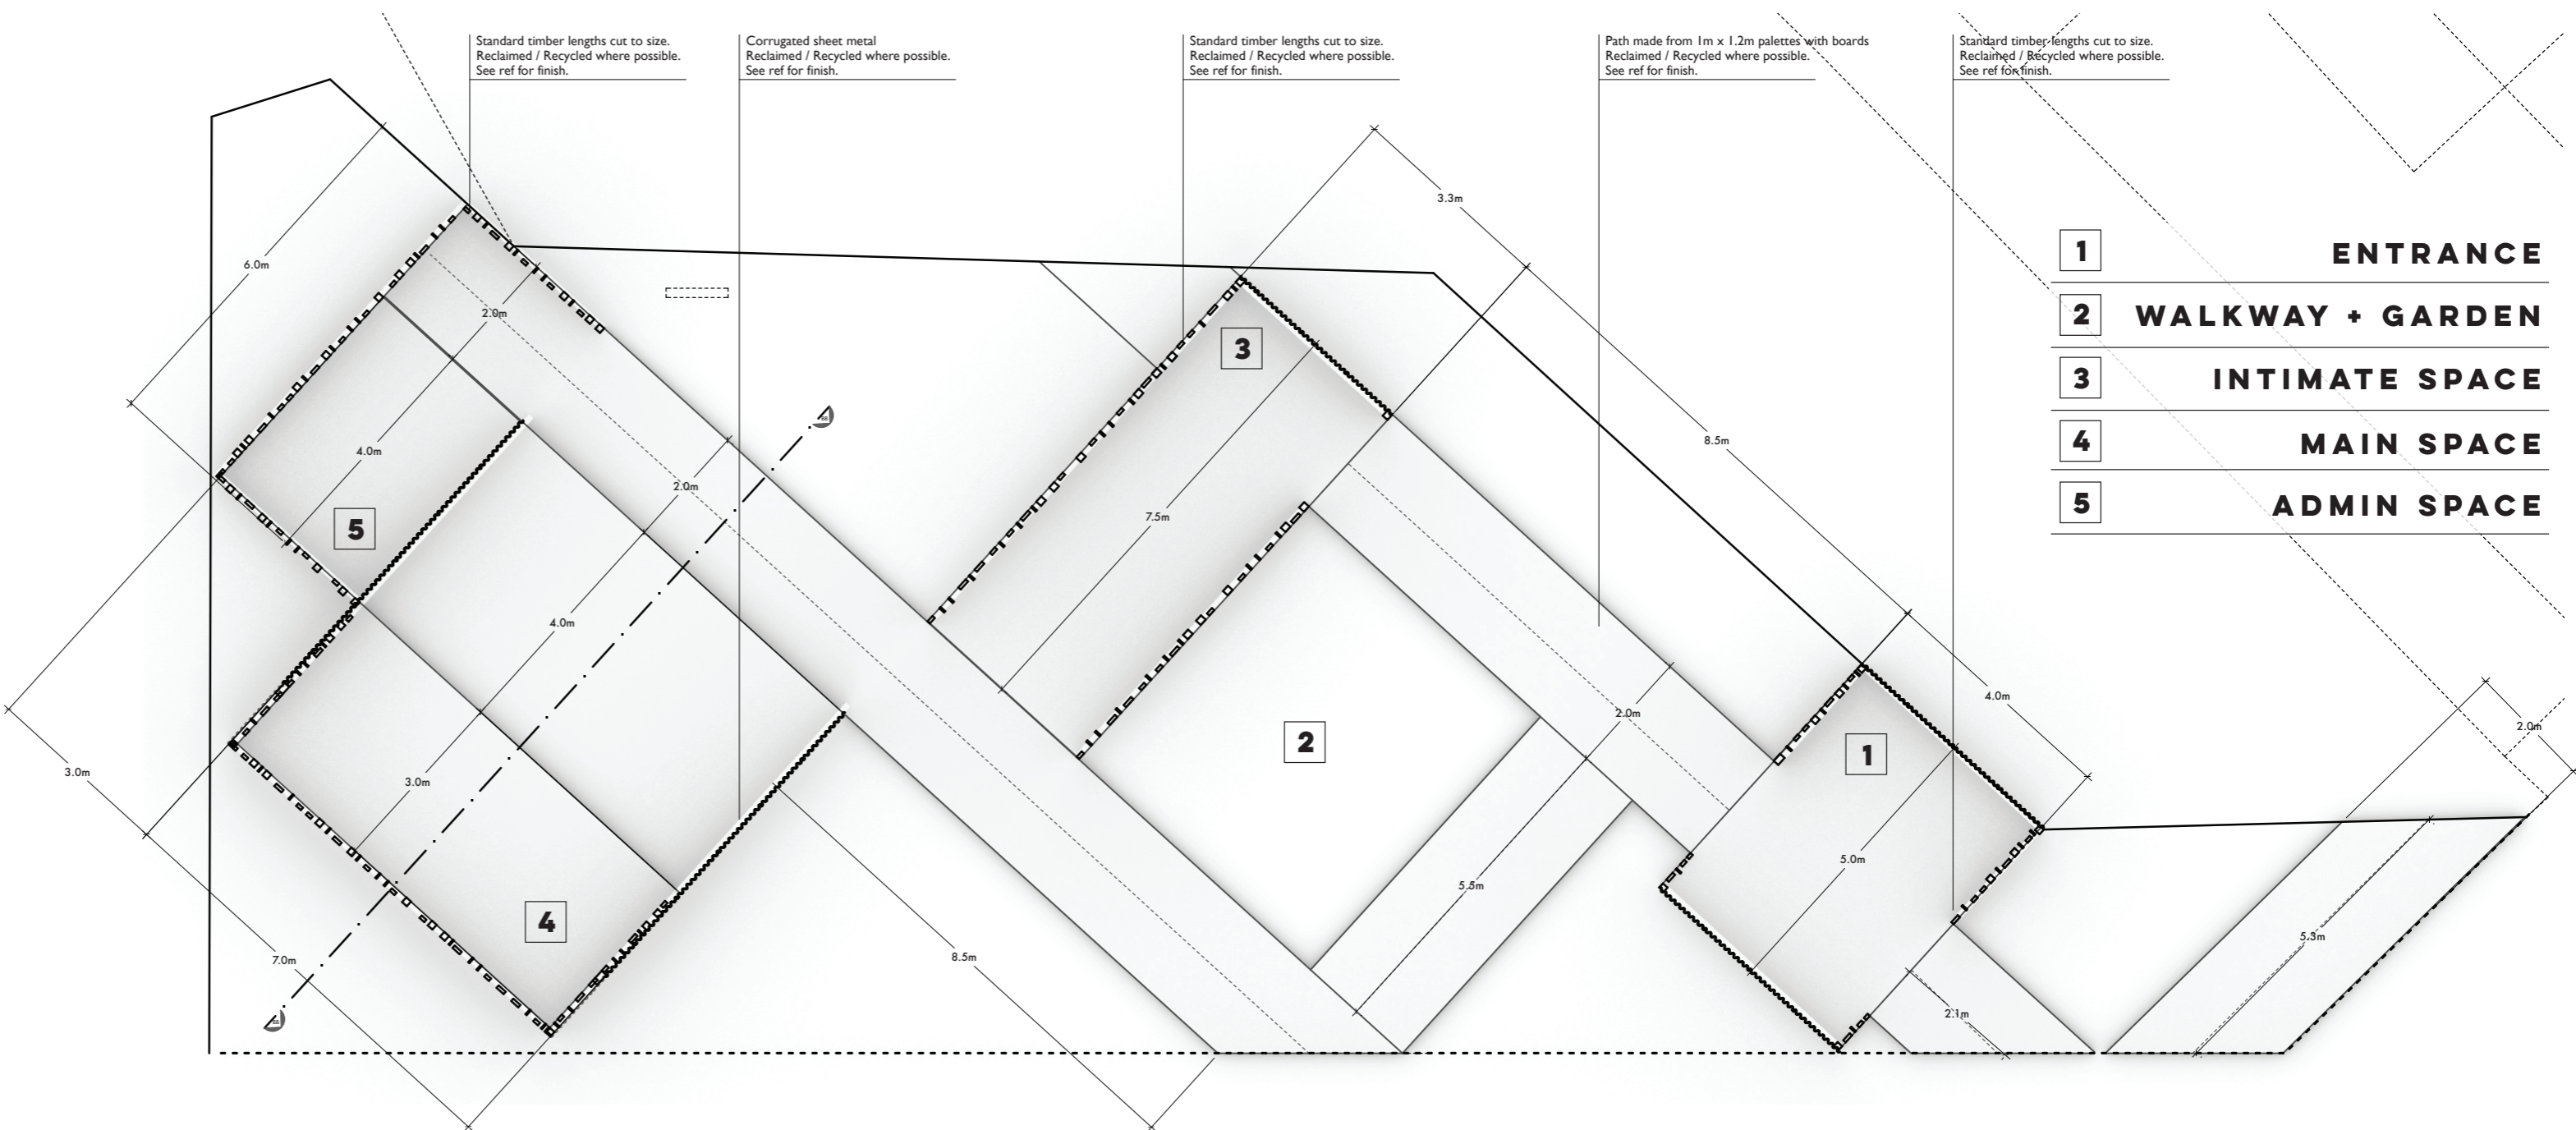 Standard timber lengths cut to size.
Reclaimed / Recycled where possible.
See ref for finish.
Corrugated sheet metal
Reclaimed / Recycled where possible.
See ref for finish.
Standard timber lengths cut to size.
Reclaimed / Recycled where possible.
See ref for finish.
Path made from 1m x 1.2m palettes with boards
Reclaimed / Recycled where possible.
See ref for finish.
Standard timber lengths cut to size.
Reclaimed / Recycled where possible.
See ref for finish.
1 ENTRANCE
2 WALKWAY + GARDEN
3 INTIMATE SPACE
4 MAIN SPACE
5 ADMIN SPACE
3.3m
6.0m
2.0m
3
8.5m
4.0m
2.0m
7.5m
5
4.0m
4.0m
2.0m
2.0m
2
1
3.0m
3.0m
5.0m
5.5m
4
5.3m
7.0m
8.5m
2.1m